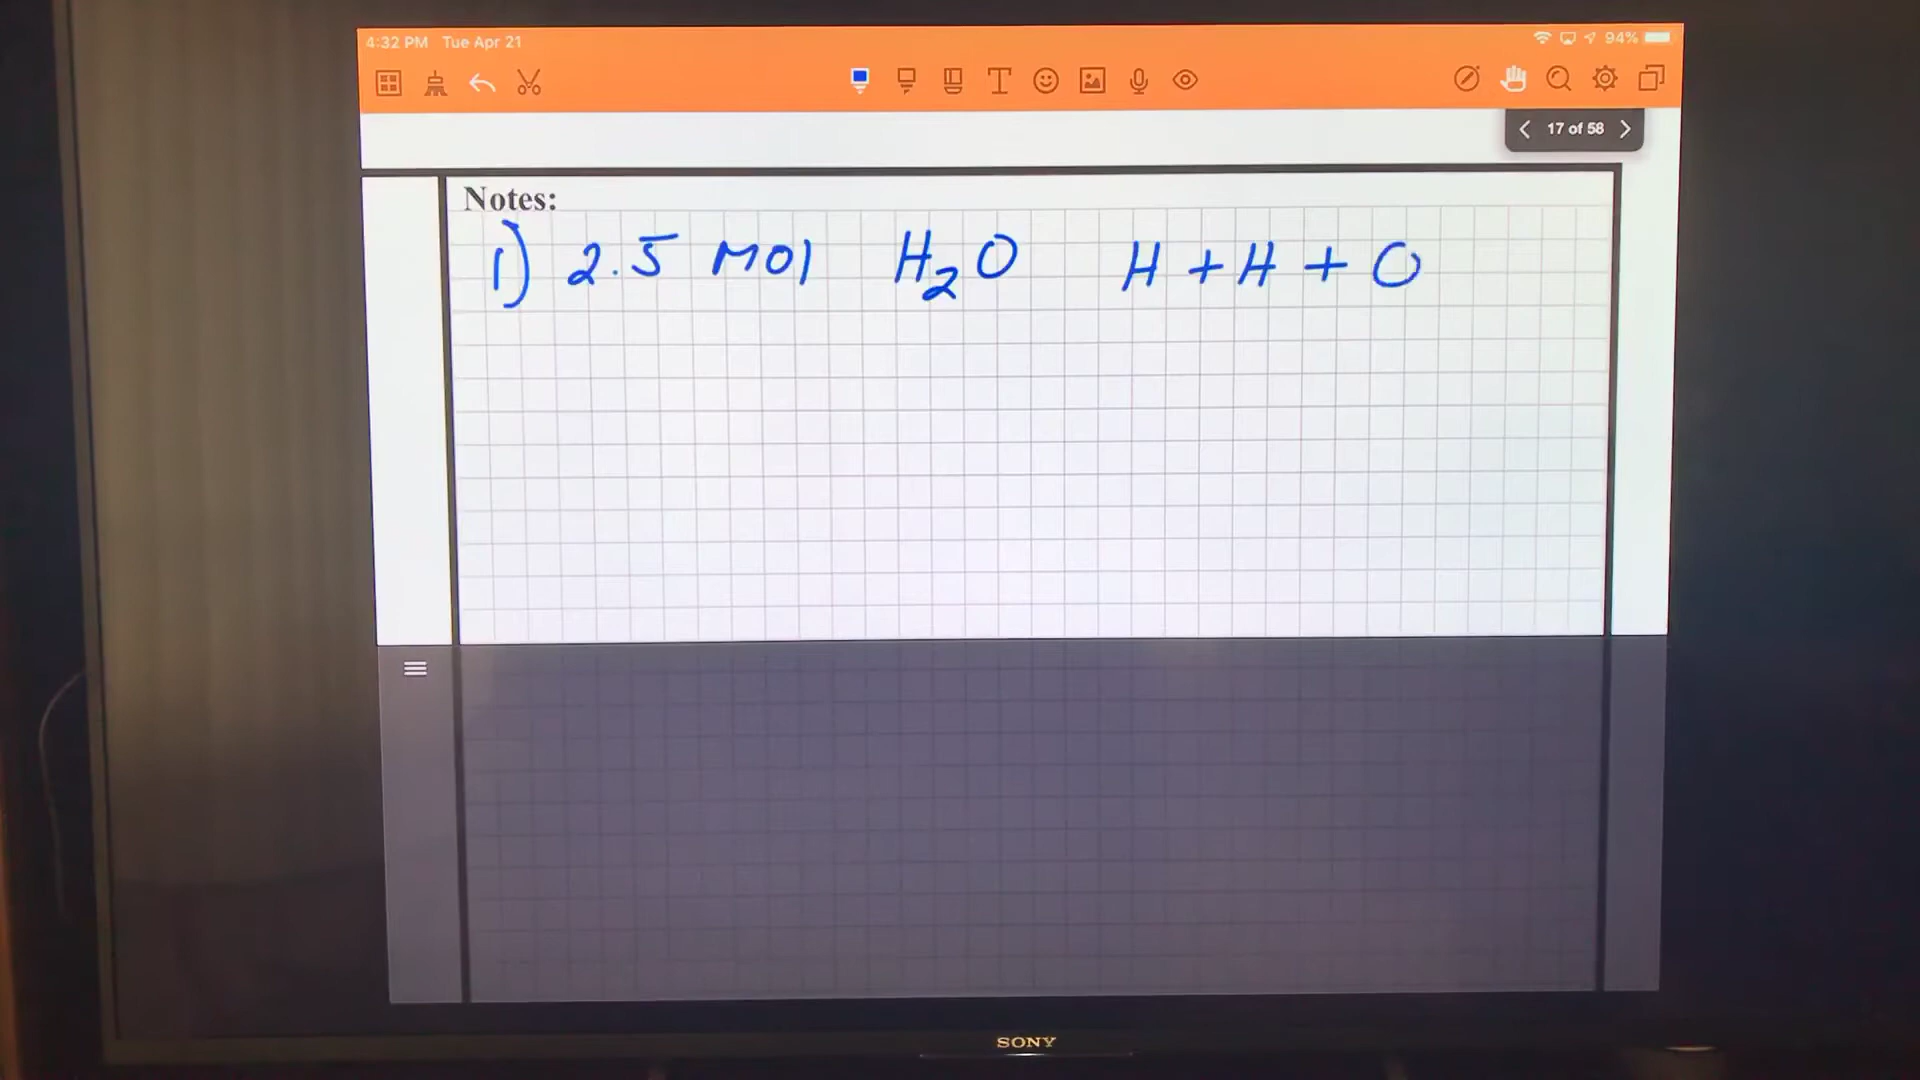 4:32 PM Tue Apr 21 94%
17 of 58
Notes:
1) 2.5 MOl H₂O H + H + O
SONY